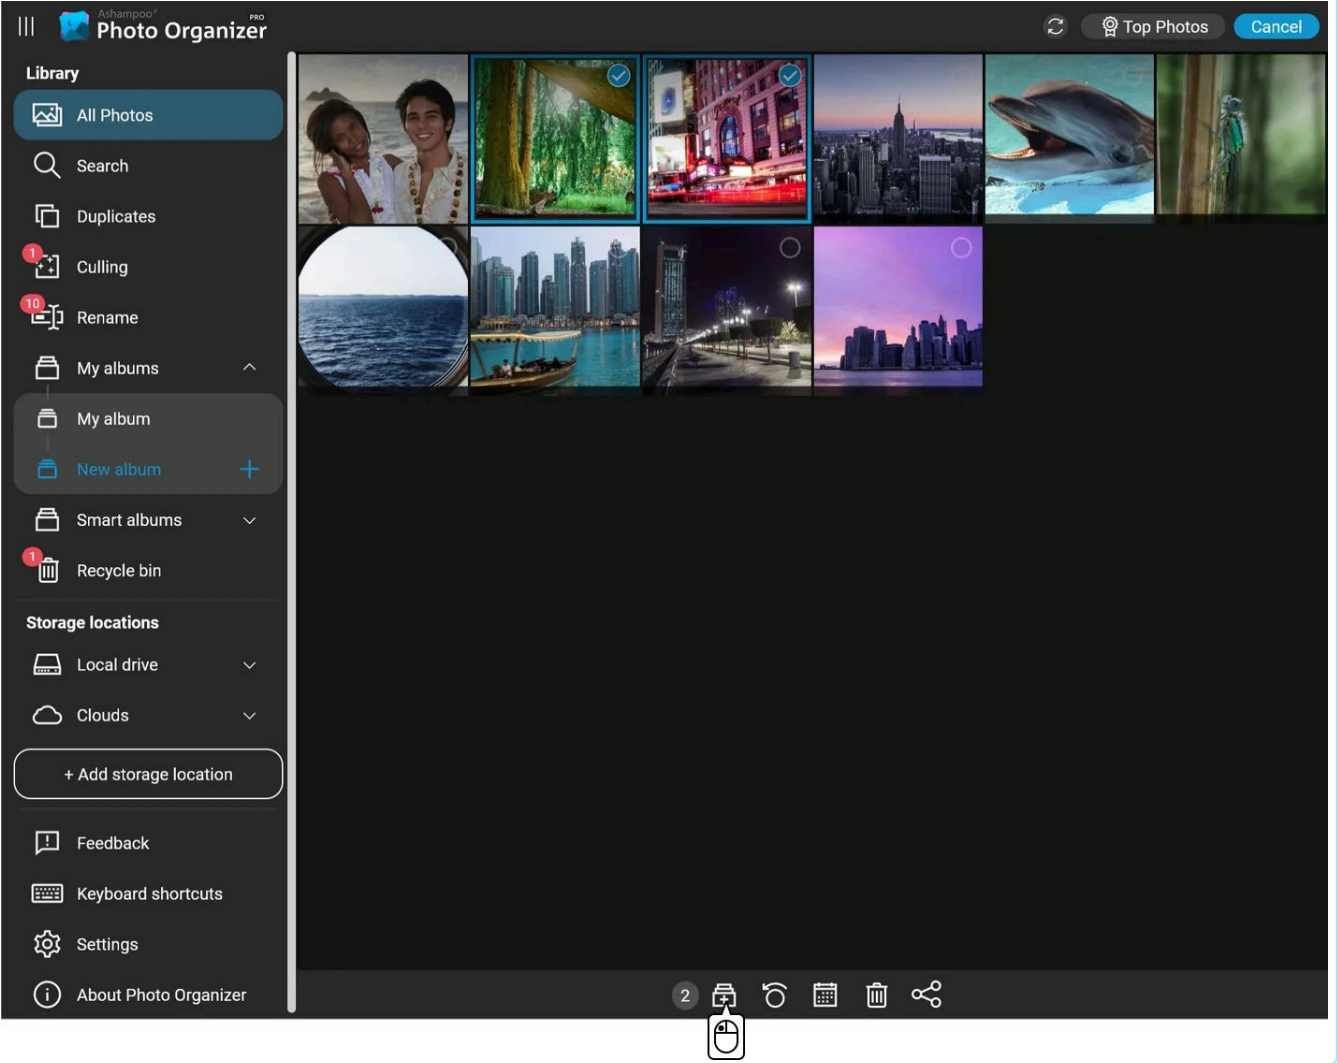 Ashampoo®
Photo Organizer PRO
Top Photos
Cancel
Library
All Photos
Search
Duplicates
1
Culling
10
Rename
My albums
My album
New album
Smart albums
1
Recycle bin
Storage locations
Local drive
Clouds
+ Add storage location
Feedback
Keyboard shortcuts
Settings
About Photo Organizer
2